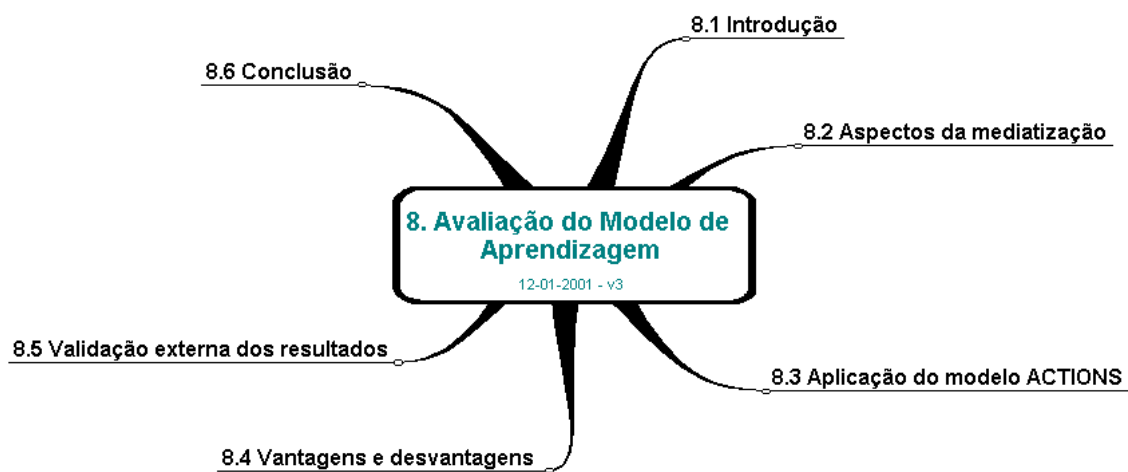 8. Avaliação do Modelo de
Aprendizagem
12-01-2001 - v3
8.1 Introdução
8.2 Aspectos da mediatização
8.3 Aplicação do modelo ACTIONS
8.4 Vantagens e desvantagens
8.5 Validação externa dos resultados
8.6 Conclusão